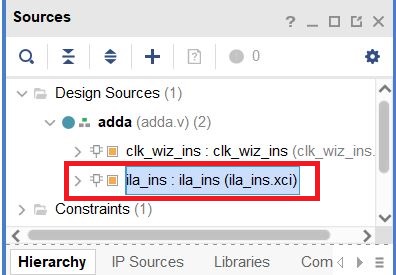 Sources
0
Design Sources (1)
adda (adda.v) (2)
clk_wiz_ins : clk_wiz_ins (clk_wiz_ins.
ila_ins : ila_ins (ila_ins.xci)
Constraints (1)
Hierarchy IP Sources Libraries Com